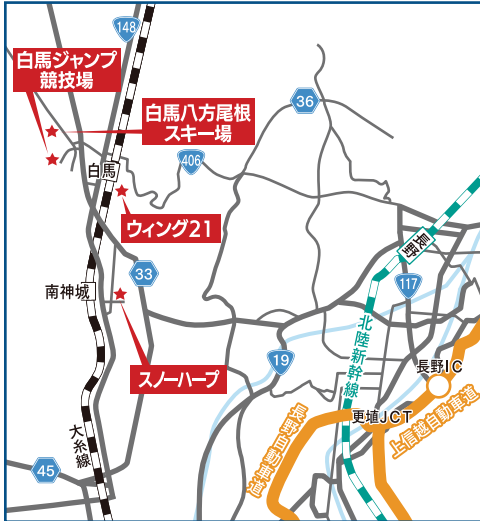 148
白馬ジャンプ
競技場
白馬八方尾根
スキー場
36
406
白馬
ウィング21
長野
33
南神城
117
北陸新幹線
19
長野IC
スノーハープ
更埴JCT
長野自動車道
上信越自動車道
大糸線
45